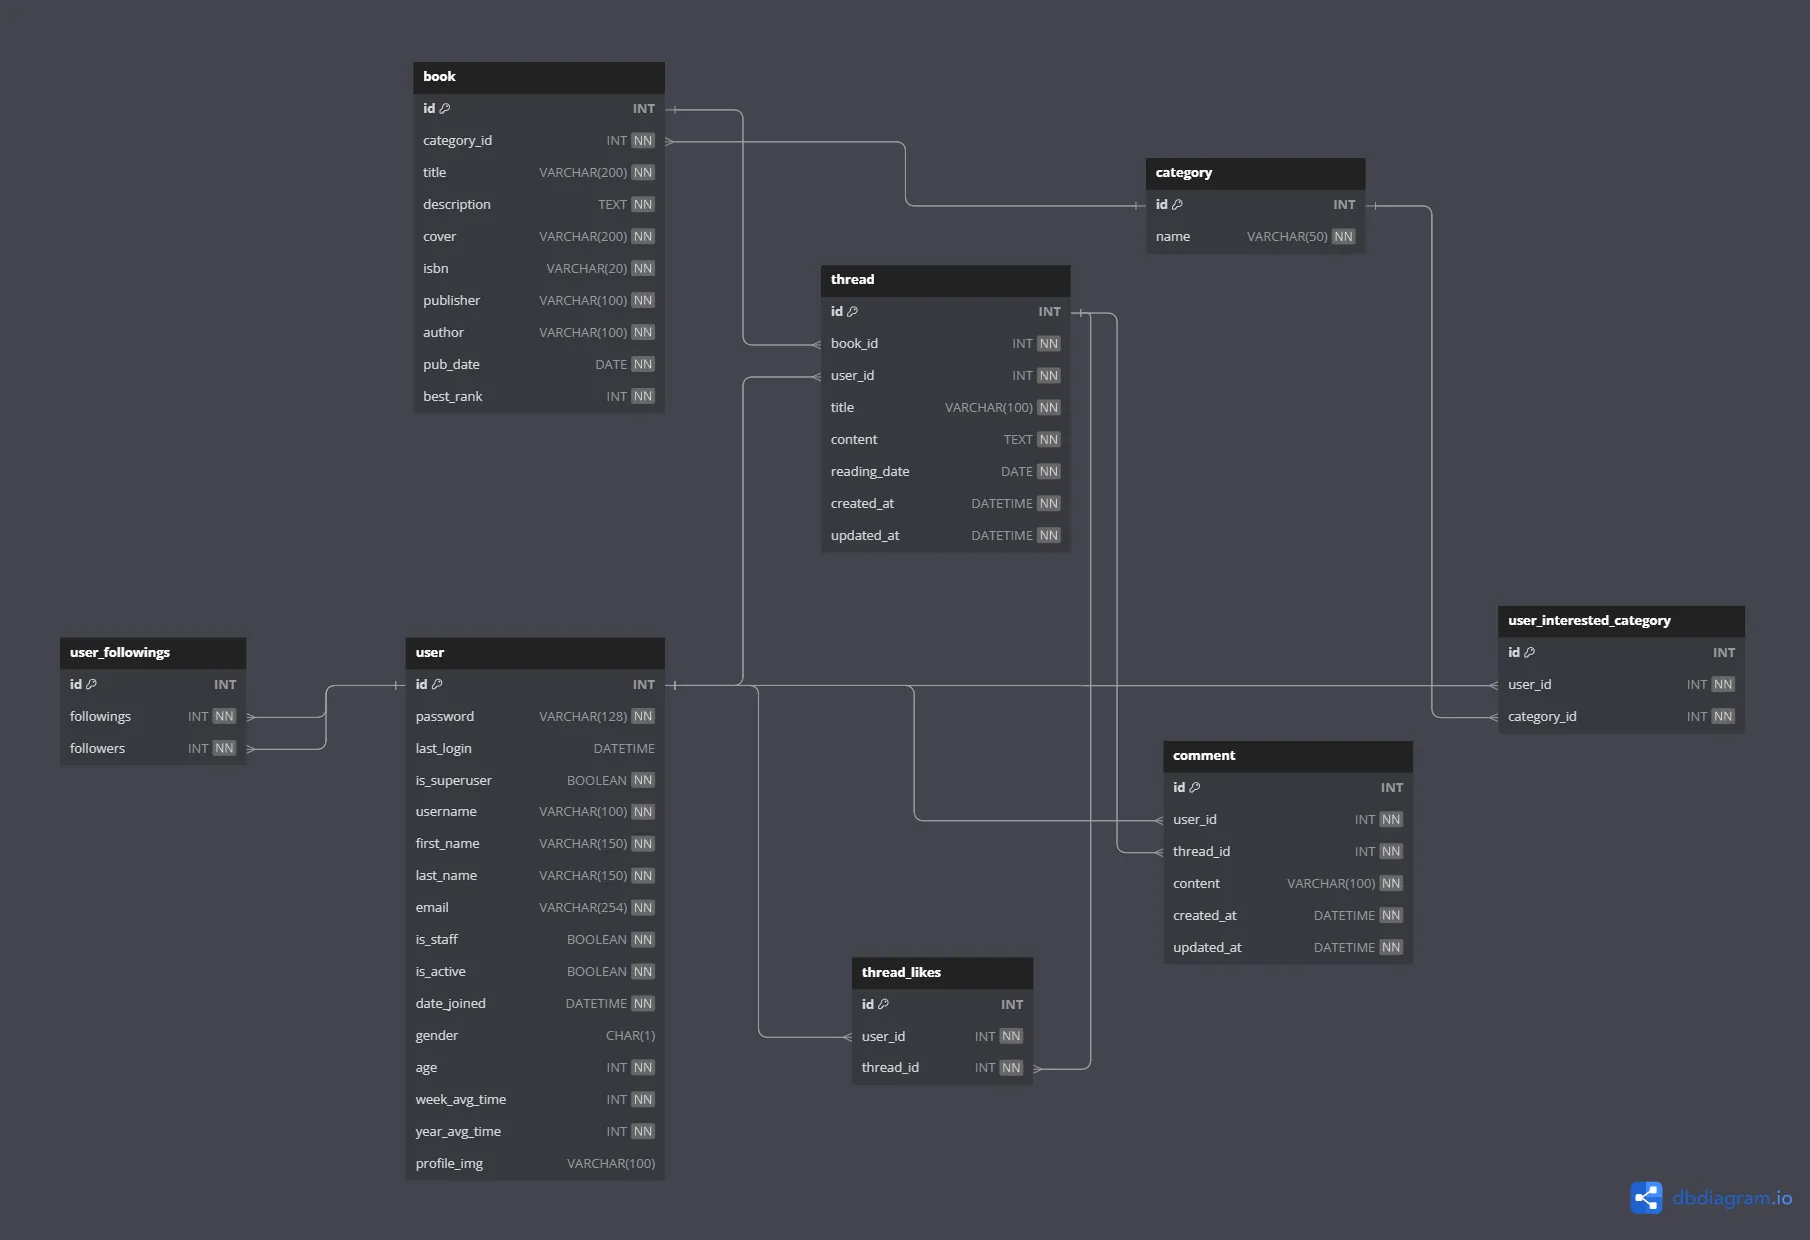 book
id INT
category_id INT NN
title VARCHAR(200) NN
description TEXT NN
cover VARCHAR(200) NN
isbn VARCHAR(20) NN
publisher VARCHAR(100) NN
author VARCHAR(100) NN
pub_date DATE NN
best_rank INT NN
category
id INT
name VARCHAR(50) NN
thread
id INT
book_id INT NN
user_id INT NN
title VARCHAR(100) NN
content TEXT NN
reading_date DATE NN
created_at DATETIME NN
updated_at DATETIME NN
user_followings
id INT
followings INT NN
followers INT NN
user
id INT
password VARCHAR(128) NN
last_login DATETIME
is_superuser BOOLEAN NN
username VARCHAR(100) NN
first_name VARCHAR(150) NN
last_name VARCHAR(150) NN
email VARCHAR(254) NN
is_staff BOOLEAN NN
is_active BOOLEAN NN
date_joined DATETIME NN
gender CHAR(1)
age INT NN
week_avg_time INT NN
year_avg_time INT NN
profile_img VARCHAR(100)
user_interested_category
id INT
user_id INT NN
category_id INT NN
comment
id INT
user_id INT NN
thread_id INT NN
content VARCHAR(100) NN
created_at DATETIME NN
updated_at DATETIME NN
thread_likes
id INT
user_id INT NN
thread_id INT NN
dbdiagram.io